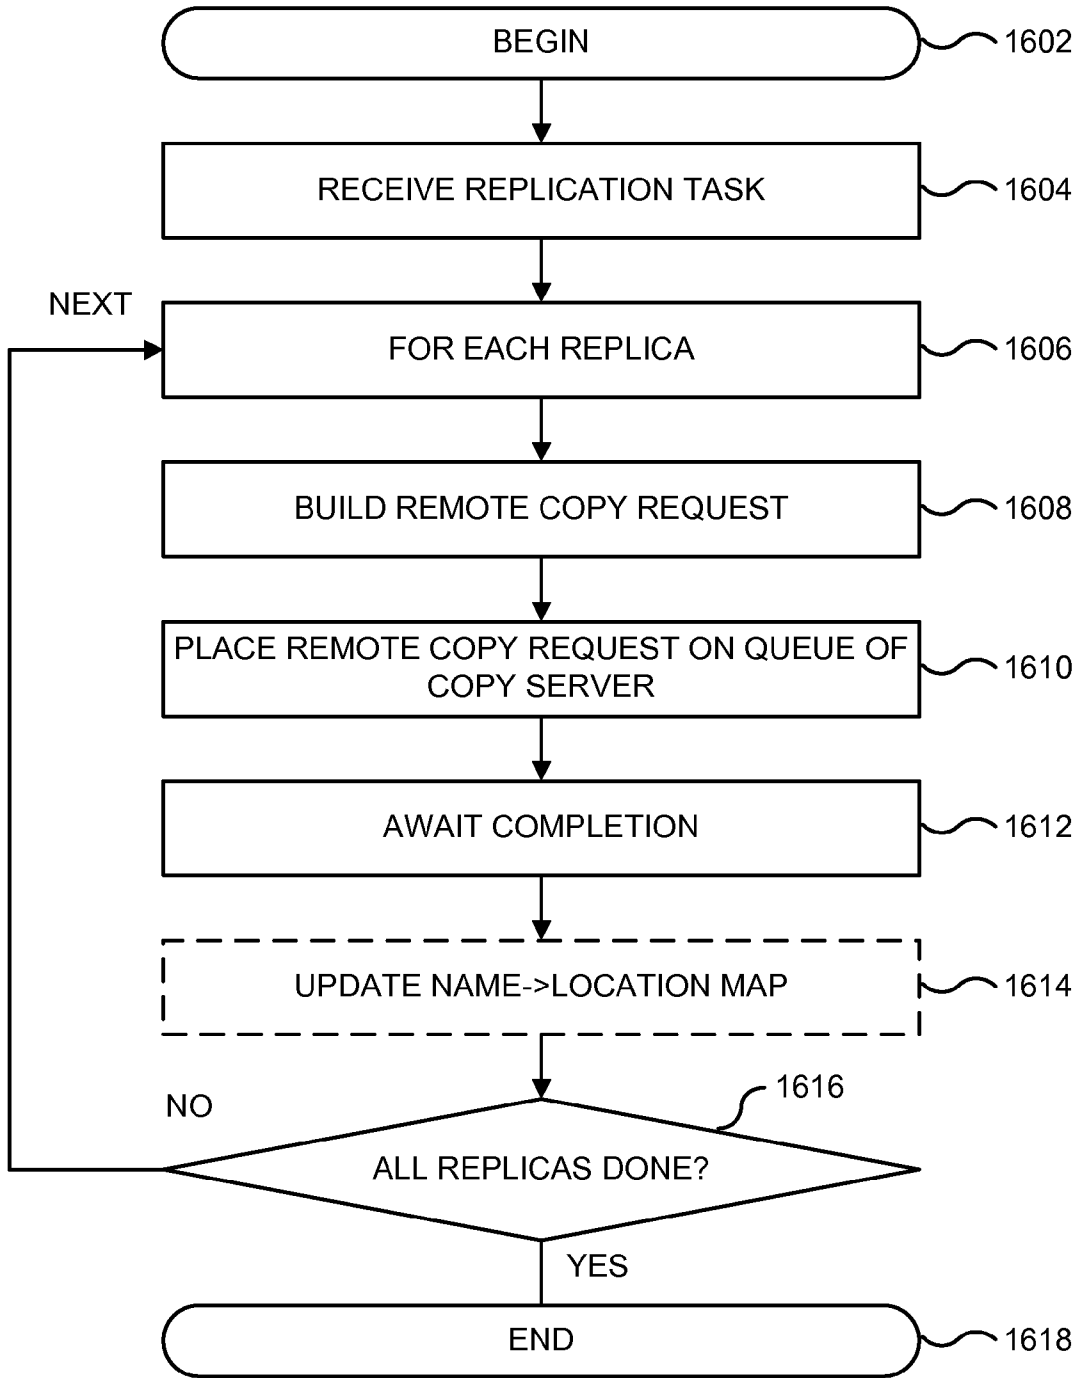 BEGIN
1602
RECEIVE REPLICATION TASK
1604
NEXT
FOR EACH REPLICA
1606
BUILD REMOTE COPY REQUEST
1608
PLACE REMOTE COPY REQUEST ON QUEUE OF
COPY SERVER
1610
AWAIT COMPLETION
1612
UPDATE NAME->LOCATION MAP
1614
1616
NO
ALL REPLICAS DONE?
YES
END
1618